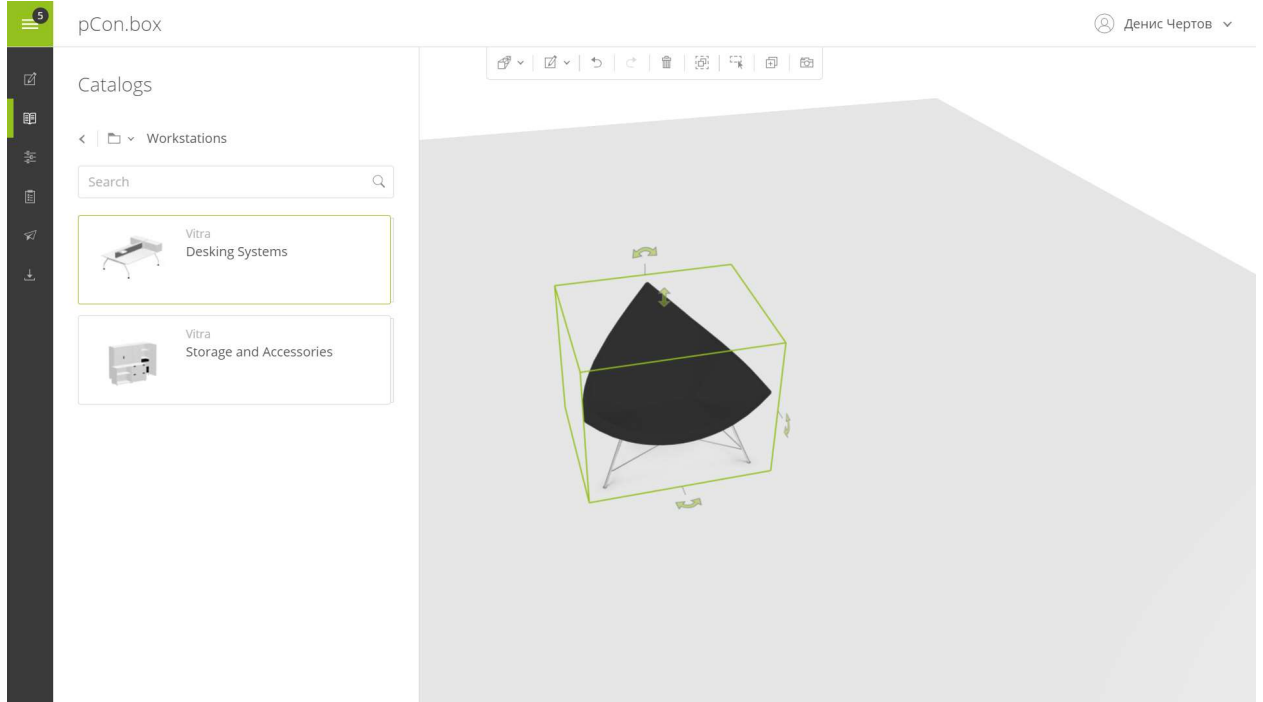 5
pCon.box
Денис Чертов
Catalogs
Workstations
Search
Vitra
Desking Systems
Vitra
Storage and Accessories